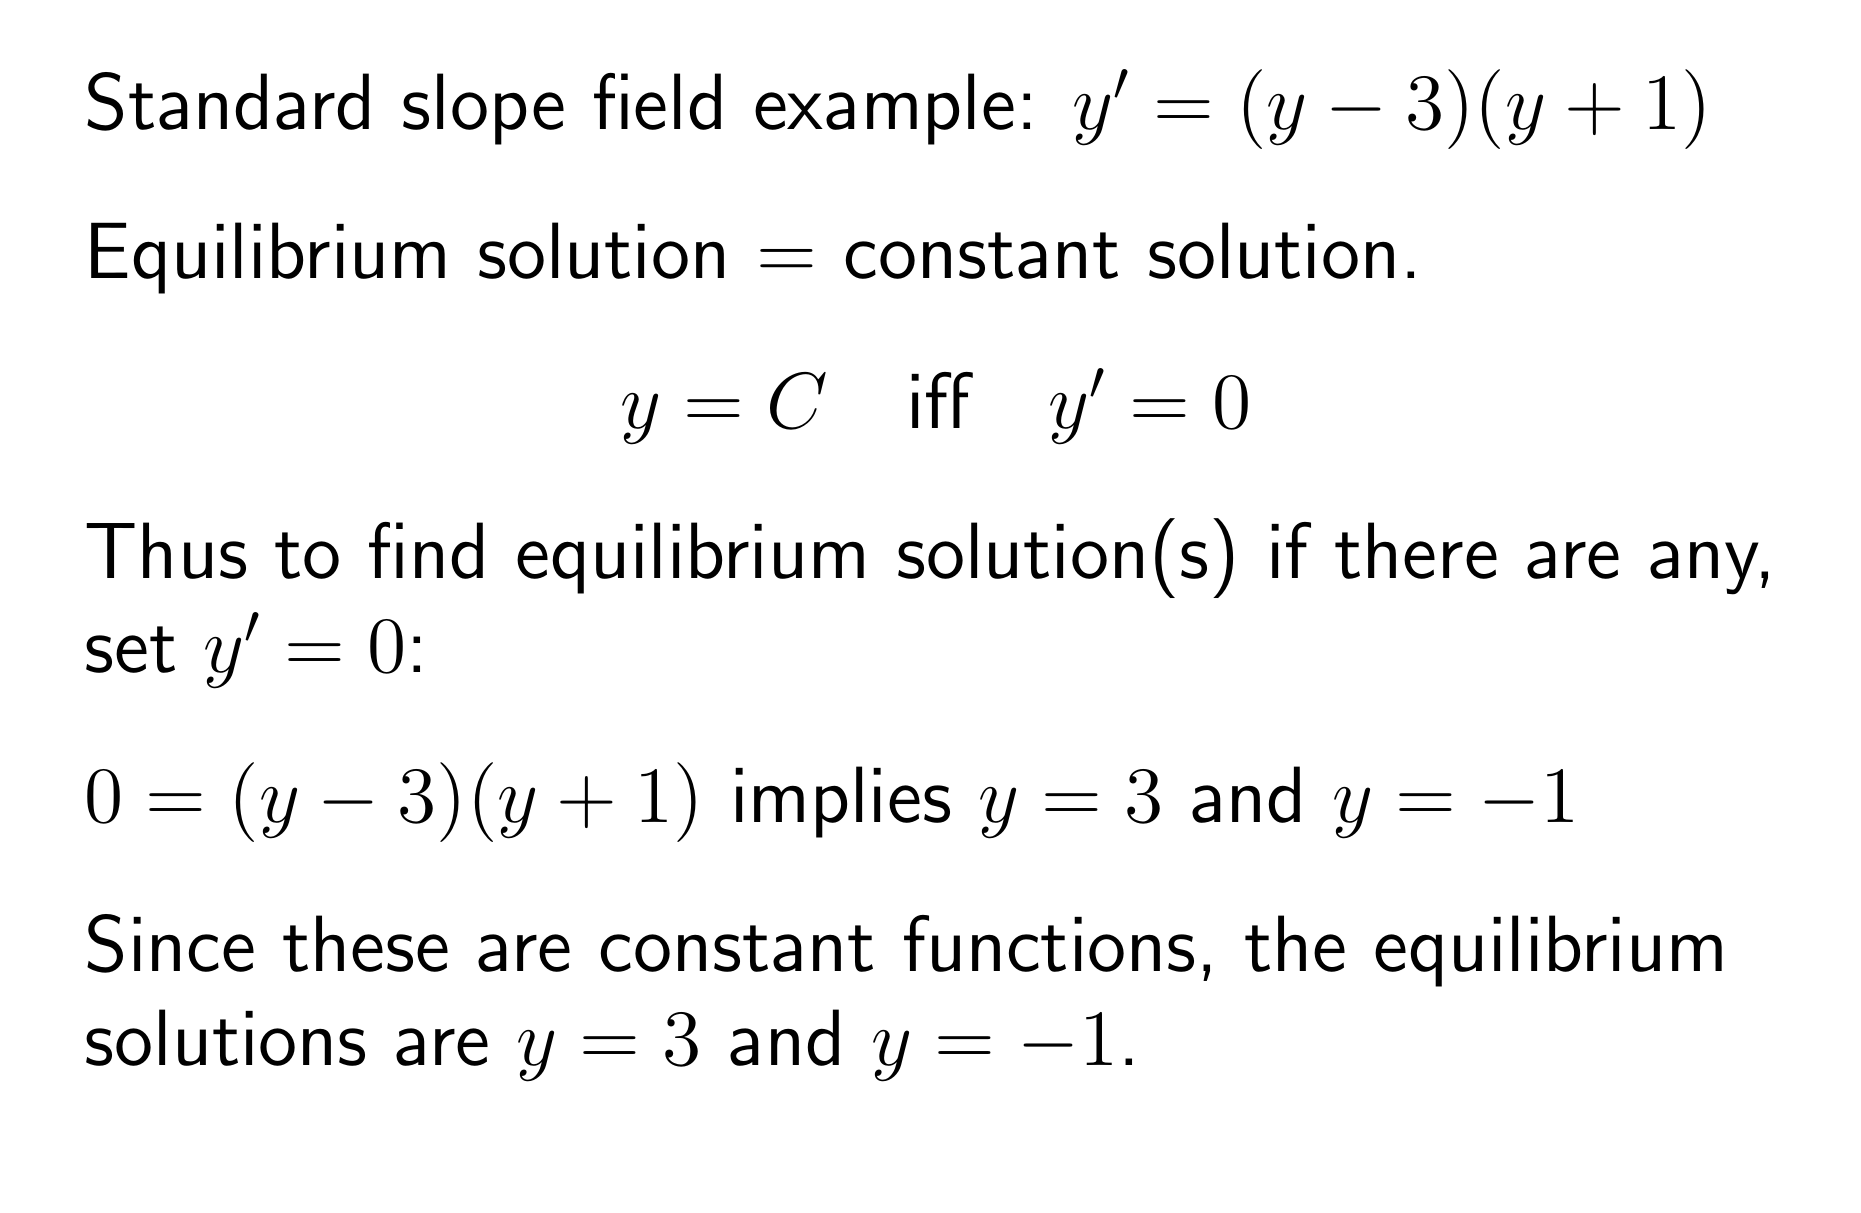 Standard slope field example: y′ = (y − 3)(y + 1)
Equilibrium solution = constant solution.
y = C iff y′ = 0
Thus to find equilibrium solution(s) if there are any,
set y′ = 0:
0 = (y − 3)(y + 1) implies y = 3 and y = −1
Since these are constant functions, the equilibrium
solutions are y = 3 and y = −1.